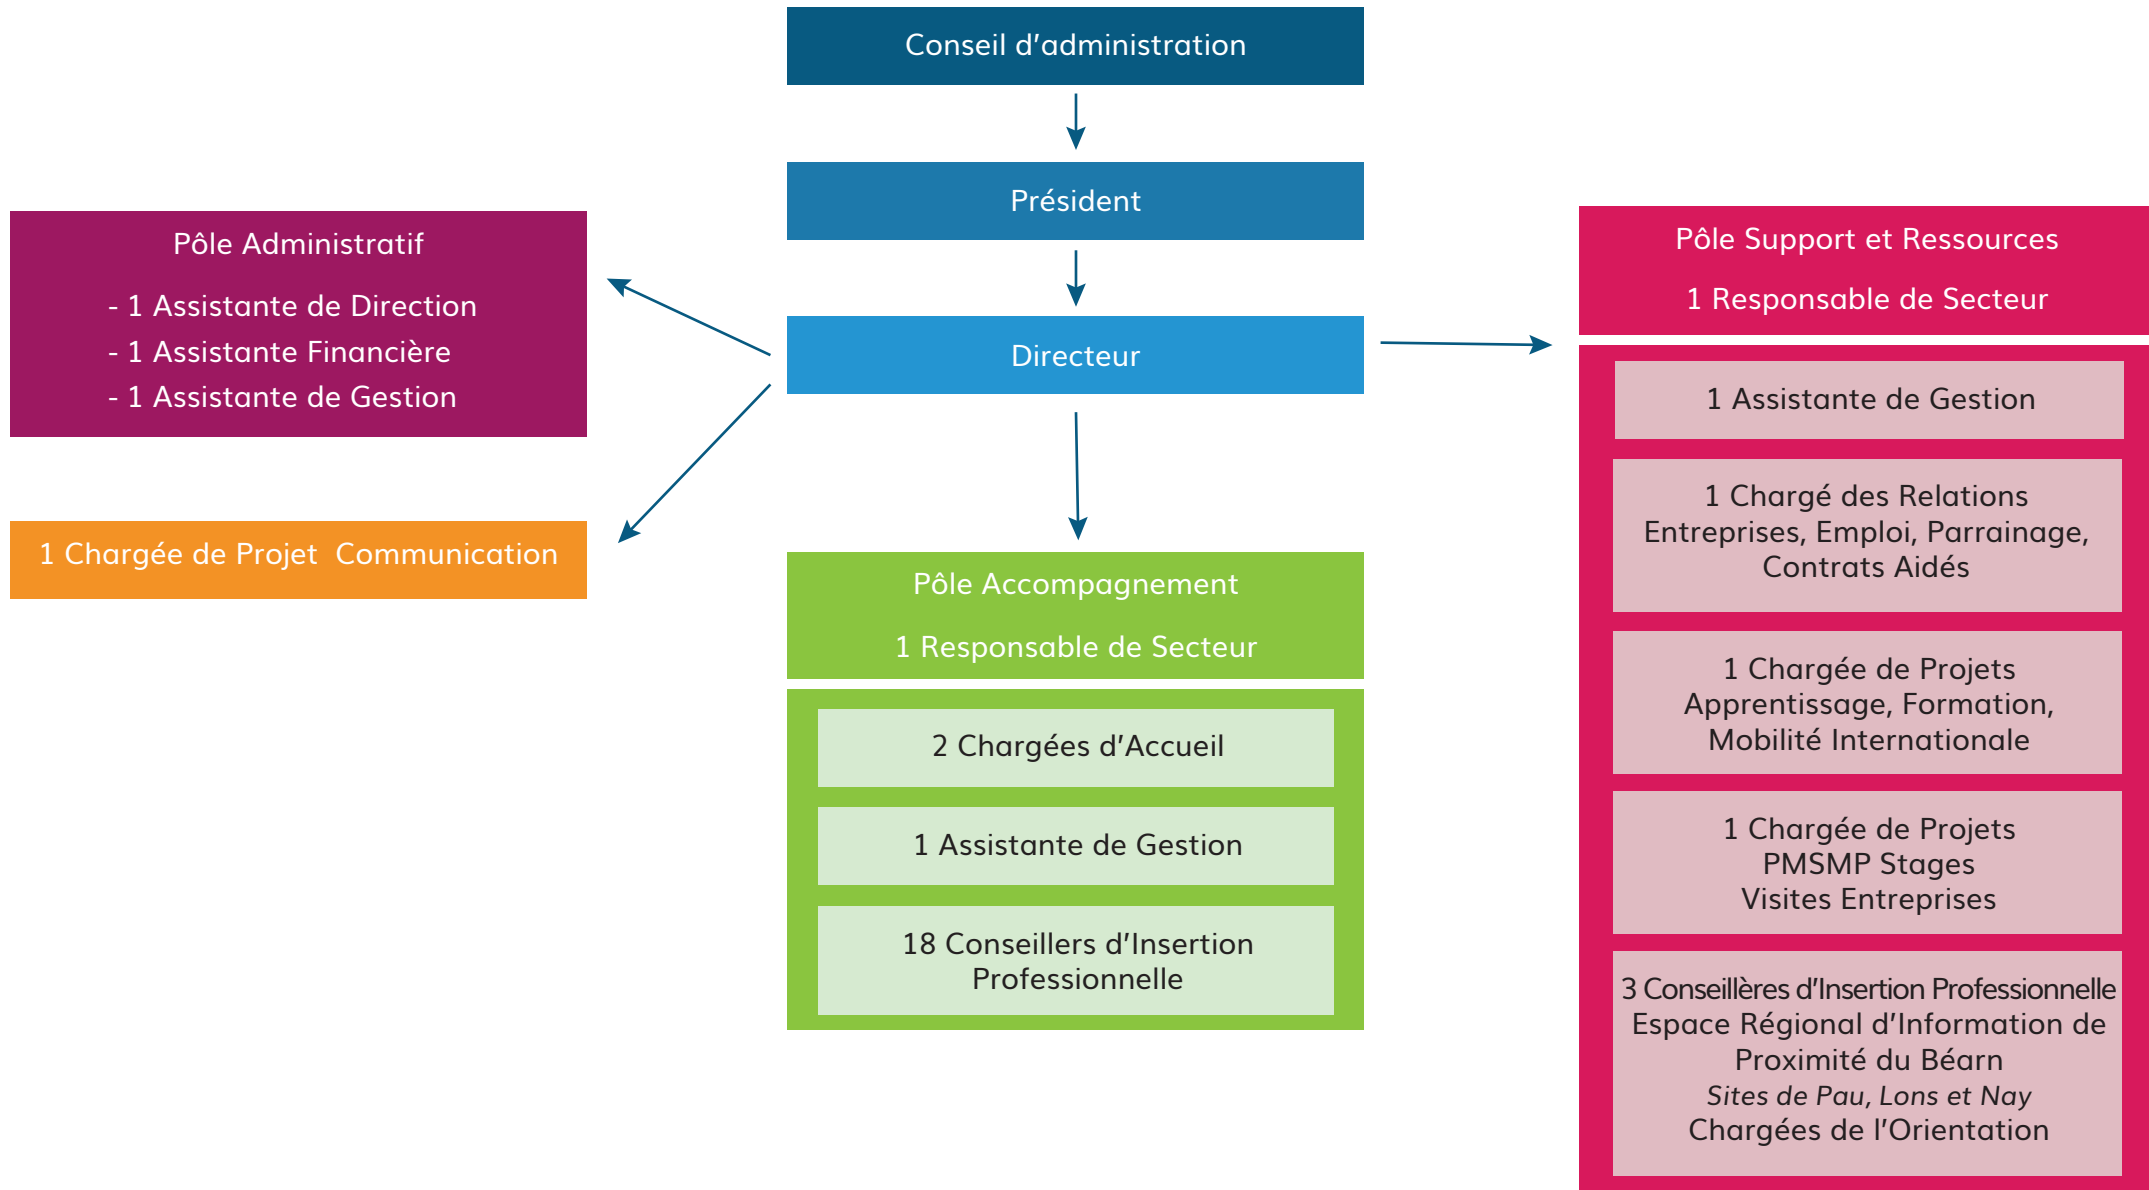 Conseil d'administration
Président
Directeur
Pôle Administratif
- 1 Assistante de Direction
- 1 Assistante Financière
- 1 Assistante de Gestion
1 Chargée de Projet  Communication
Pôle Accompagnement
1 Responsable de Secteur
2 Chargées d'Accueil
1 Assistante de Gestion
18 Conseillers d'Insertion
Professionnelle
Pôle Support et Ressources
1 Responsable de Secteur
1 Assistante de Gestion
1 Chargé des Relations
Entreprises, Emploi, Parrainage,
Contrats Aidés
1 Chargée de Projets
Apprentissage, Formation,
Mobilité Internationale
1 Chargée de Projets
PMSMP Stages
Visites Entreprises
3 Conseillères d'Insertion Professionnelle
Espace Régional d'Information de
Proximité du Béarn
Sites de Pau, Lons et Nay
Chargées de l'Orientation